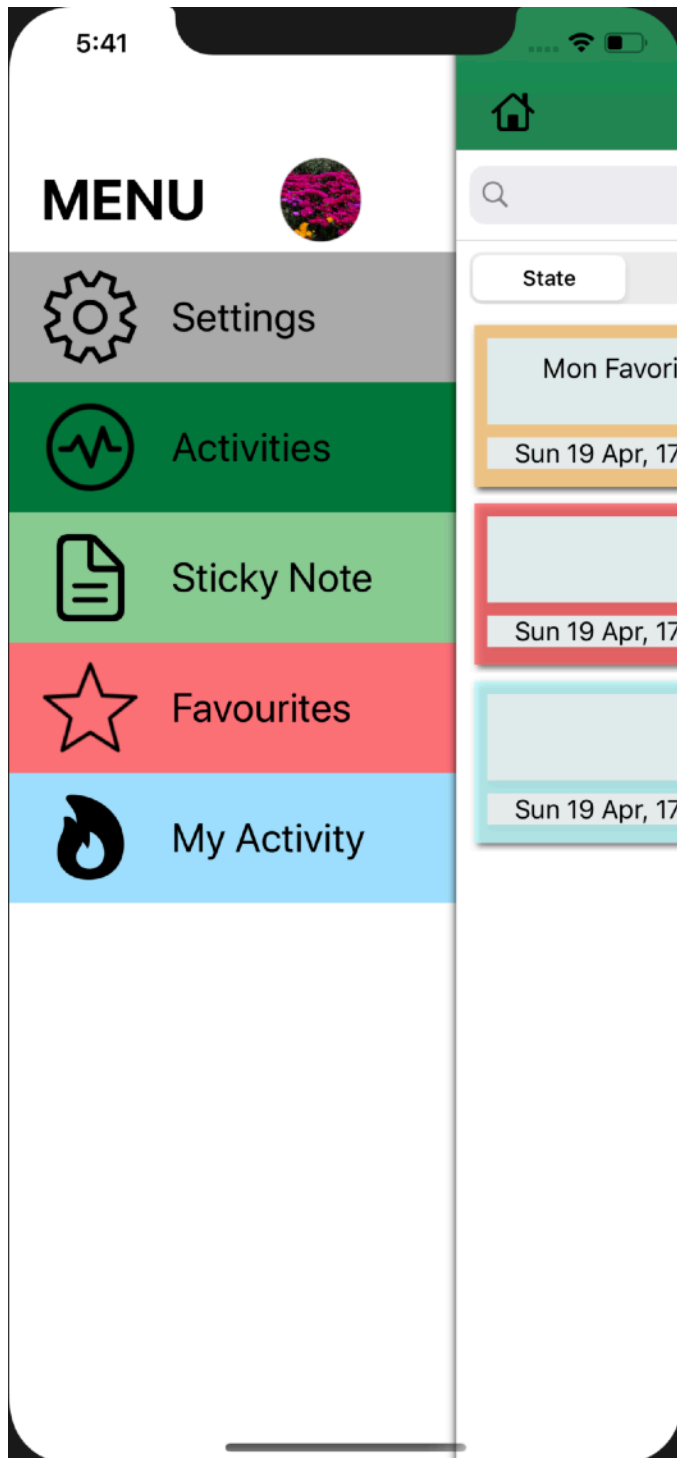 5:41
MENU
Settings
Activities
Sticky Note
Favourites
My Activity
State
Mon Favori
Sun 19 Apr, 17
Sun 19 Apr, 17
Sun 19 Apr, 17